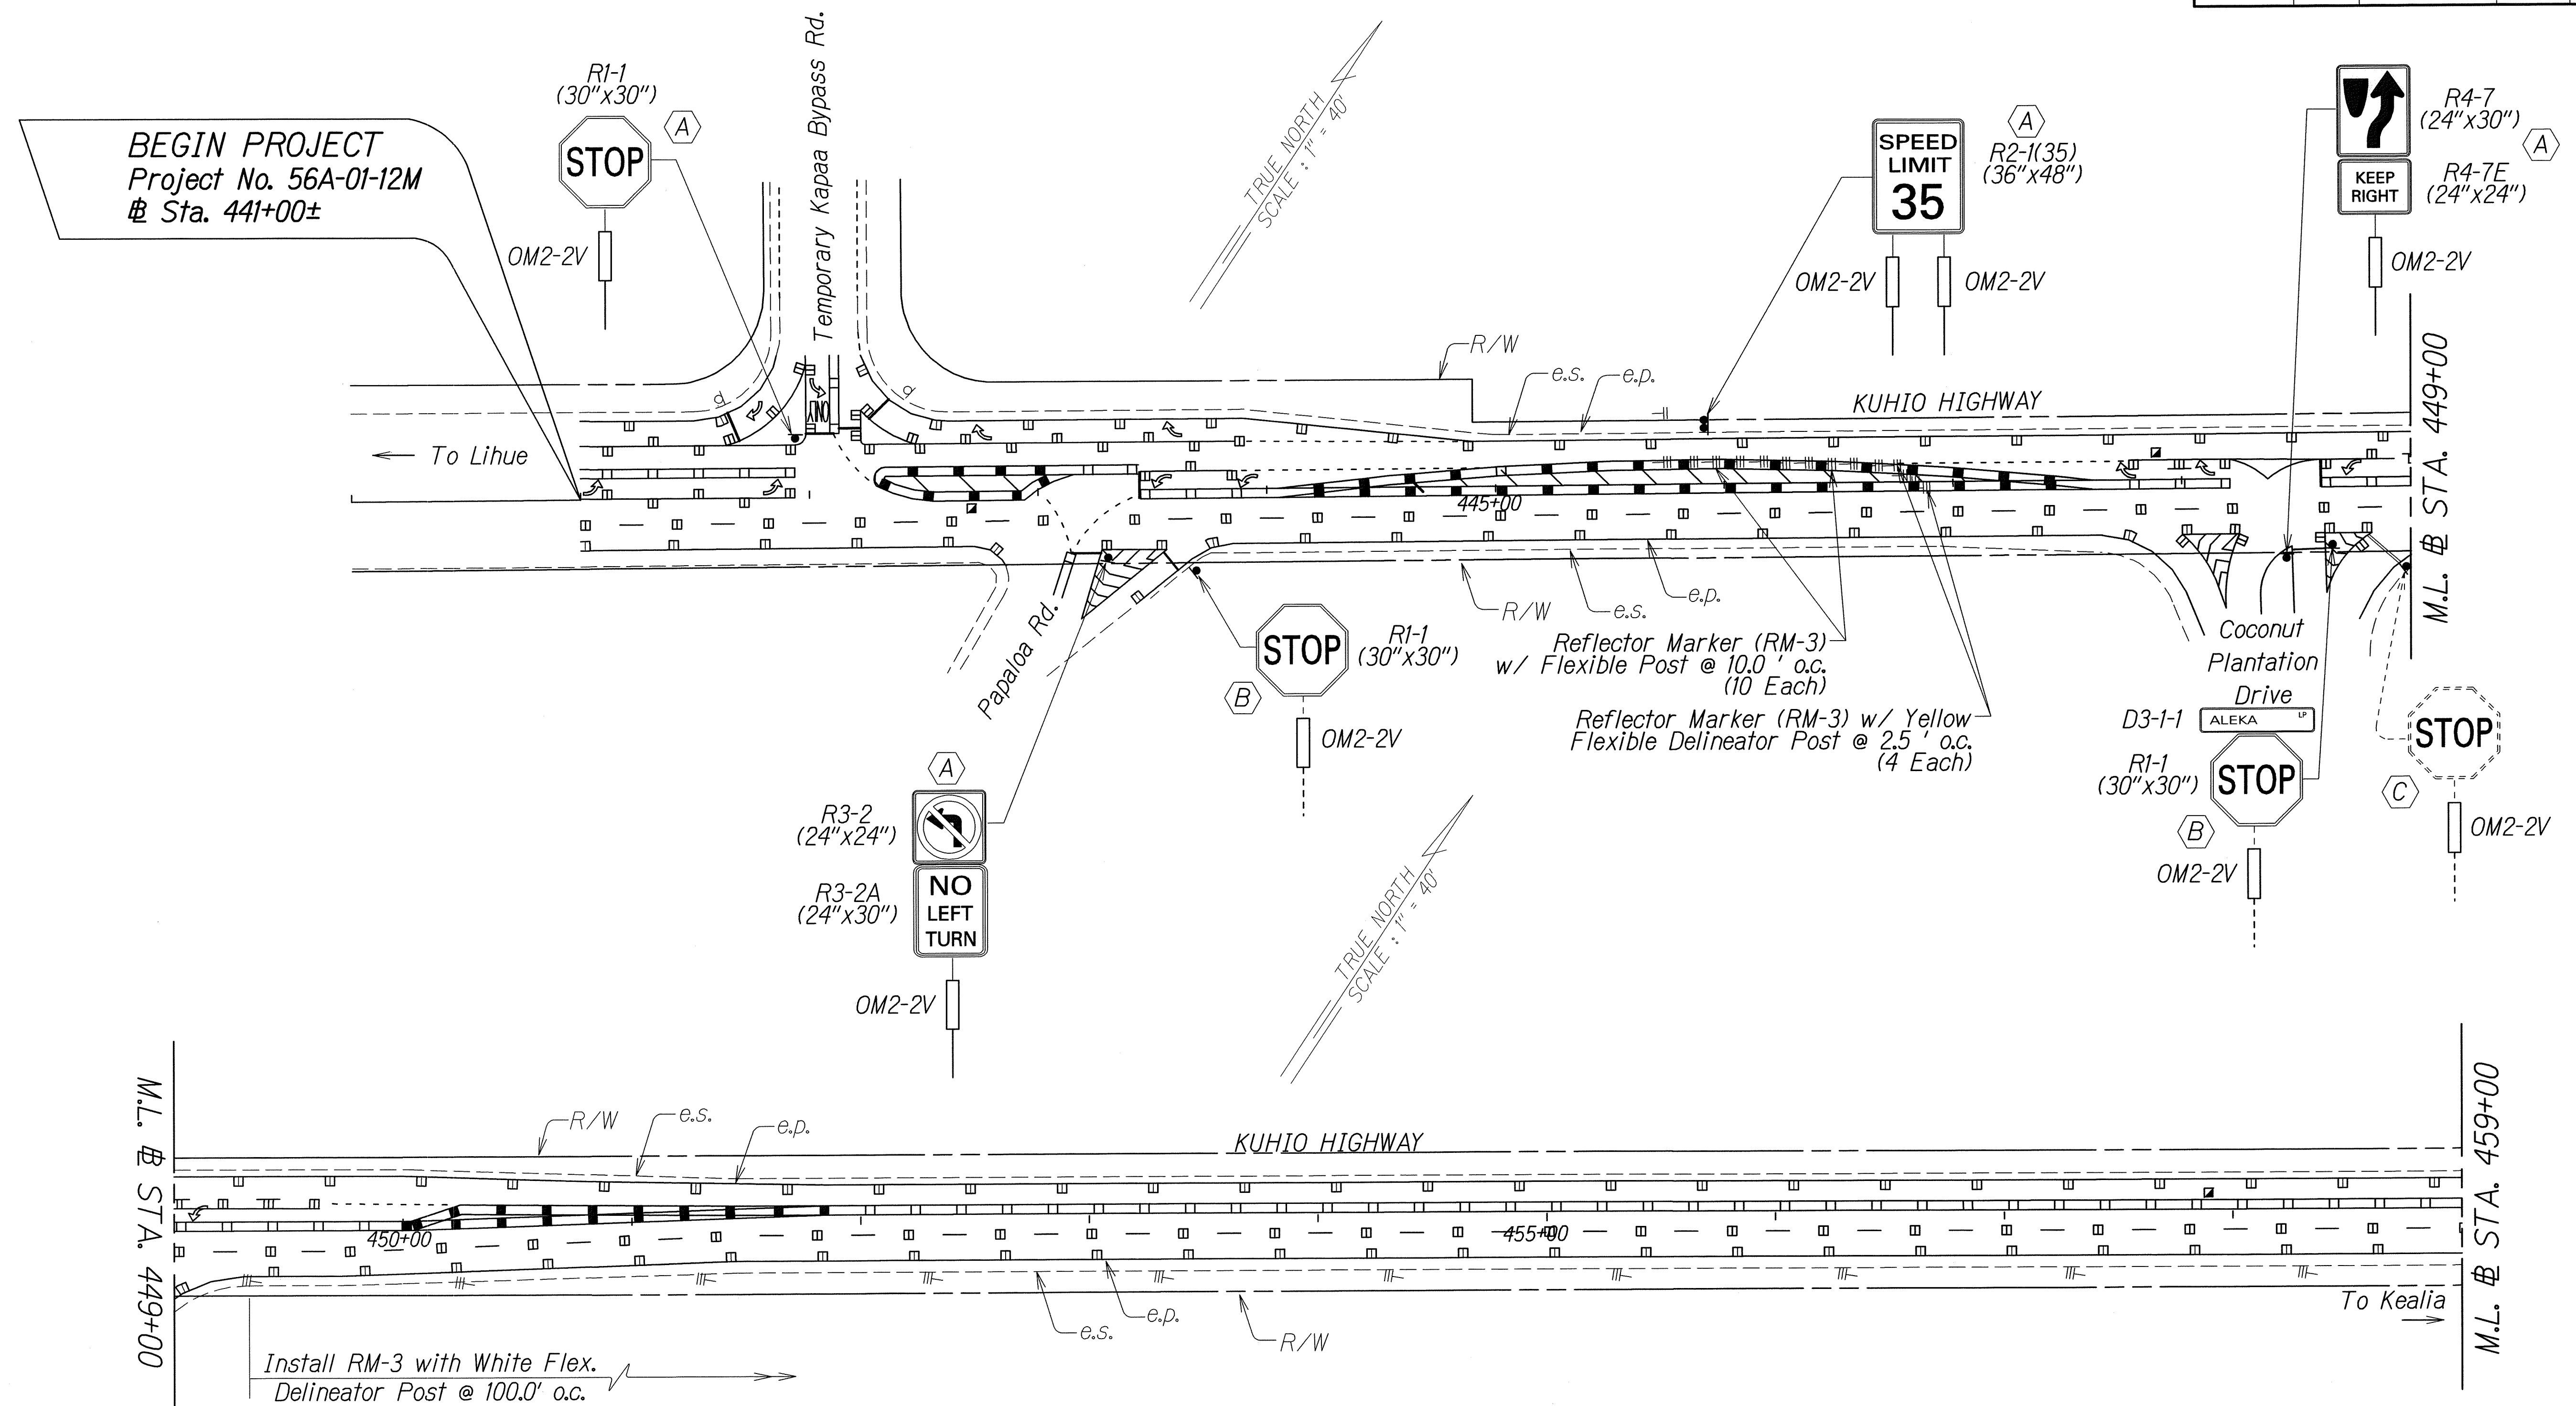 BEGIN PROJECT
Project No. 56A-01-12M
℄ Sta. 441+00±
R1-1
(30"x30")
A
STOP
OM2-2V
Temporary Kapaa Bypass Rd.
TRUE NORTH
SCALE : 1" = 40'
A
SPEED
LIMIT
35
R2-1(35)
(36"x48")
OM2-2V
OM2-2V
R4-7
(24"x30")
A
KEEP
RIGHT
R4-7E
(24"x24")
OM2-2V
R/W
e.s.
e.p.
KUHIO HIGHWAY
To Lihue
ONLY
445+00
M.L. ℄ STA. 449+00
Papaloa Rd.
STOP
R1-1
(30"x30")
B
OM2-2V
R/W
e.s.
e.p.
Reflector Marker (RM-3)
w/ Flexible Post @ 10.0 ' o.c.
(10 Each)
Reflector Marker (RM-3) w/ Yellow
Flexible Delineator Post @ 2.5 ' o.c.
(4 Each)
Coconut
Plantation
Drive
D3-1-1
ALEKA LP
R1-1
(30"x30")
STOP
B
OM2-2V
STOP
C
OM2-2V
A
R3-2
(24"x24")
R3-2A
(24"x30")
NO
LEFT
TURN
OM2-2V
TRUE NORTH
SCALE : 1" = 40'
M.L. ℄ STA. 449+00
R/W
e.s.
e.p.
KUHIO HIGHWAY
450+00
455+00
M.L. ℄ STA. 459+00
e.s.
e.p.
R/W
To Kealia
Install RM-3 with White Flex.
Delineator Post @ 100.0' o.c.